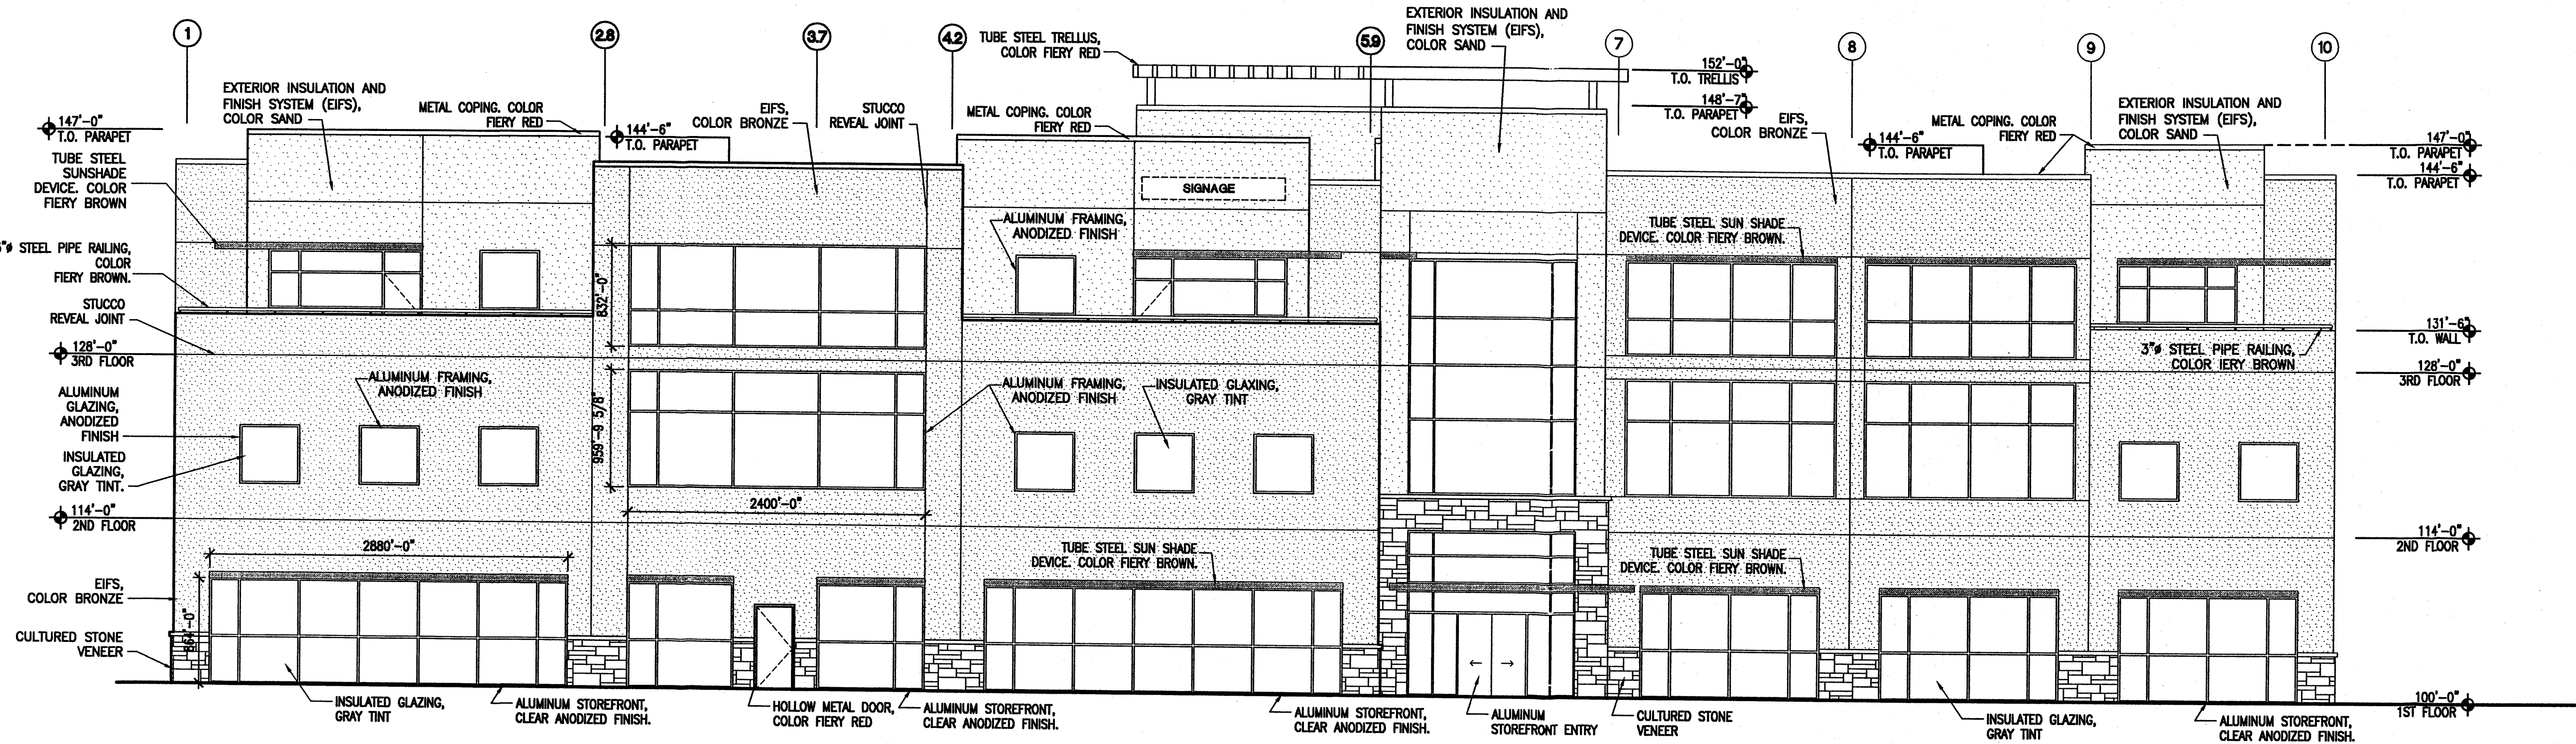 1
2.8
3.7
4.2
5.9
7
8
9
10
EXTERIOR INSULATION AND
FINISH SYSTEM (EIFS),
COLOR SAND
TUBE STEEL TRELLUS,
COLOR FIERY RED
152'-0"
T.O. TRELLIS
148'-7"
T.O. PARAPET
EXTERIOR INSULATION AND
FINISH SYSTEM (EIFS),
COLOR SAND
METAL COPING. COLOR
FIERY RED
EIFS,
COLOR BRONZE
STUCCO
REVEAL JOINT
METAL COPING. COLOR
FIERY RED
EIFS,
COLOR BRONZE
METAL COPING. COLOR
FIERY RED
EXTERIOR INSULATION AND
FINISH SYSTEM (EIFS),
COLOR SAND
147'-0"
T.O. PARAPET
144'-6"
T.O. PARAPET
144'-6"
T.O. PARAPET
147'-0"
T.O. PARAPET
144'-6"
T.O. PARAPET
TUBE STEEL
SUNSHADE
DEVICE. COLOR
FIERY BROWN
SIGNAGE
ALUMINUM FRAMING,
ANODIZED FINISH
TUBE STEEL SUN SHADE
DEVICE. COLOR FIERY BROWN.
"ø STEEL PIPE RAILING,
COLOR
FIERY BROWN.
STUCCO
REVEAL JOINT
832'-0"
131'-6"
T.O. WALL
3"ø STEEL PIPE RAILING,
COLOR IERY BROWN
128'-0"
3RD FLOOR
128'-0"
3RD FLOOR
ALUMINUM
GLAZING,
ANODIZED
FINISH
ALUMINUM FRAMING,
ANODIZED FINISH
959'-9 5/8"
ALUMINUM FRAMING,
ANODIZED FINISH
INSULATED GLAXING,
GRAY TINT
INSULATED
GLAZING,
GRAY TINT.
2400'-0"
114'-0"
2ND FLOOR
114'-0"
2ND FLOOR
2880'-0"
TUBE STEEL SUN SHADE
DEVICE. COLOR FIERY BROWN.
TUBE STEEL SUN SHADE
DEVICE. COLOR FIERY BROWN.
EIFS,
COLOR BRONZE
864'-0"
CULTURED STONE
VENEER
INSULATED GLAZING,
GRAY TINT
ALUMINUM STOREFRONT,
CLEAR ANODIZED FINISH.
HOLLOW METAL DOOR,
COLOR FIERY RED
ALUMINUM STOREFRONT,
CLEAR ANODIZED FINISH.
ALUMINUM STOREFRONT,
CLEAR ANODIZED FINISH.
ALUMINUM
STOREFRONT ENTRY
CULTURED STONE
VENEER
INSULATED GLAZING,
GRAY TINT
ALUMINUM STOREFRONT,
CLEAR ANODIZED FINISH.
100'-0"
1ST FLOOR